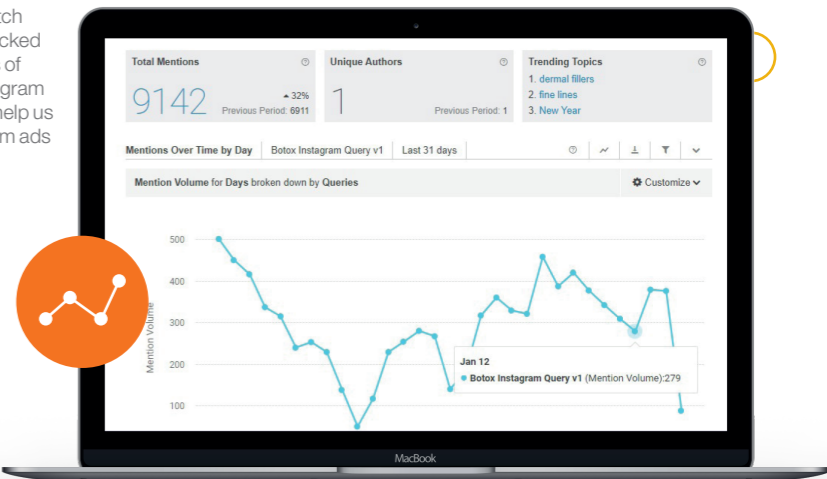 tch
cked
of
gram
help us
m ads
Total Mentions
9142
32%
Previous Period: 6911
Unique Authors
1
Previous Period: 1
Trending Topics
1. dermal fillers
2. fine lines
3. New Year
Mentions Over Time by Day
Botox Instagram Query v1
Last 31 days
Mention Volume for Days broken down by Queries
Customize
Mention Volume
500
400
300
200
100
Jan 12
Botox Instagram Query v1 (Mention Volume):279
MacBook